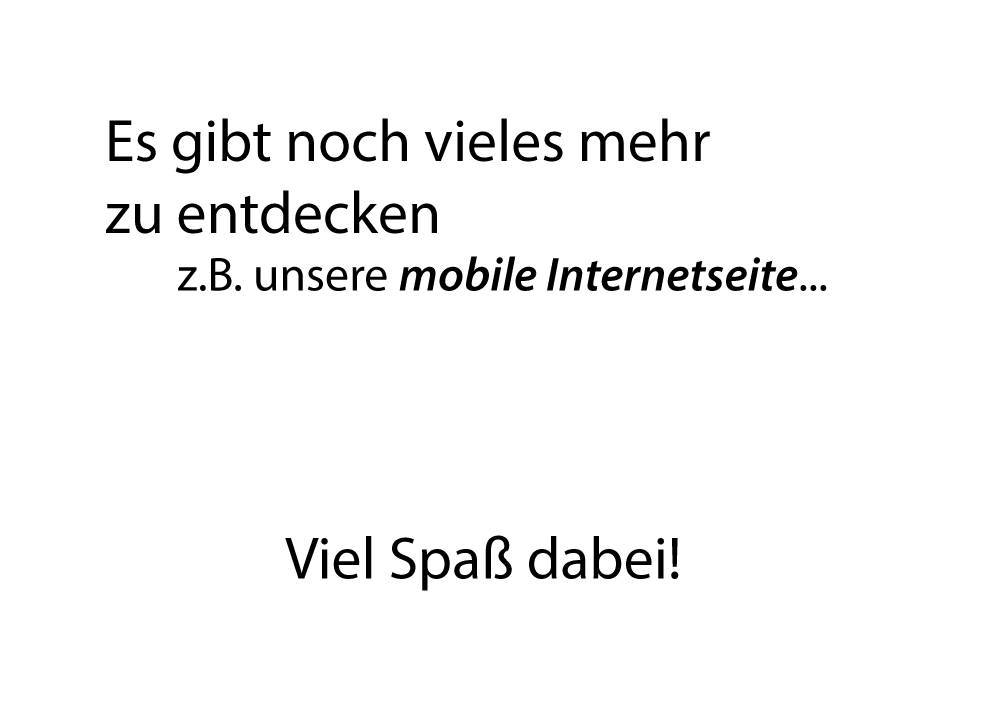 Es gibt noch vieles mehr
zu entdecken
z.B. unsere mobile Internetseite...
Viel Spaß dabei!